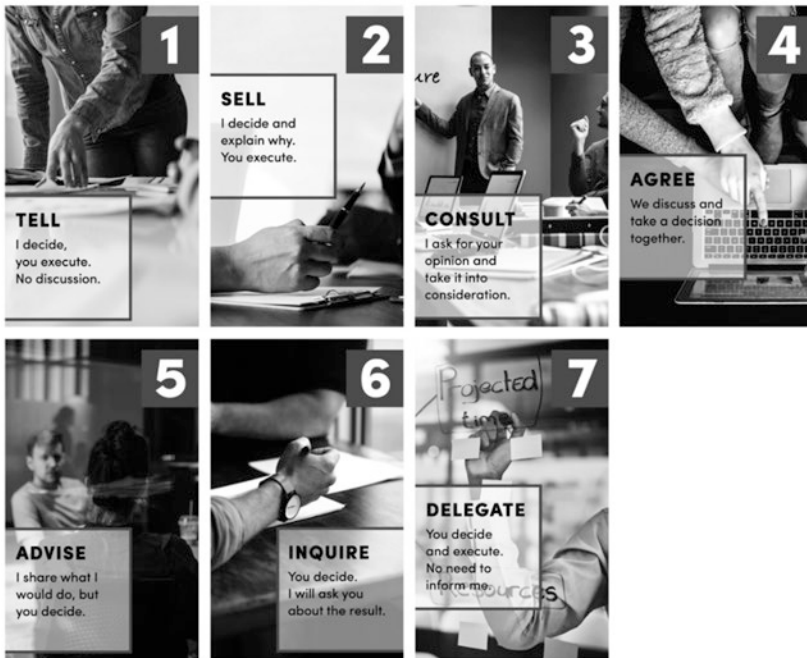 1
TELL
I decide,
you execute.
No discussion.
2
SELL
I decide and
explain why.
You execute.
3
ure
CONSULT
I ask for your
opinion and
take it into
consideration.
4
AGREE
We discuss and
take a decision
together.
5
ADVISE
I share what I
would do, but
you decide.
6
INQUIRE
You decide.
I will ask you
about the result.
7
Projected
time
DELEGATE
You decide
and execute.
No need to
inform me.
Resources